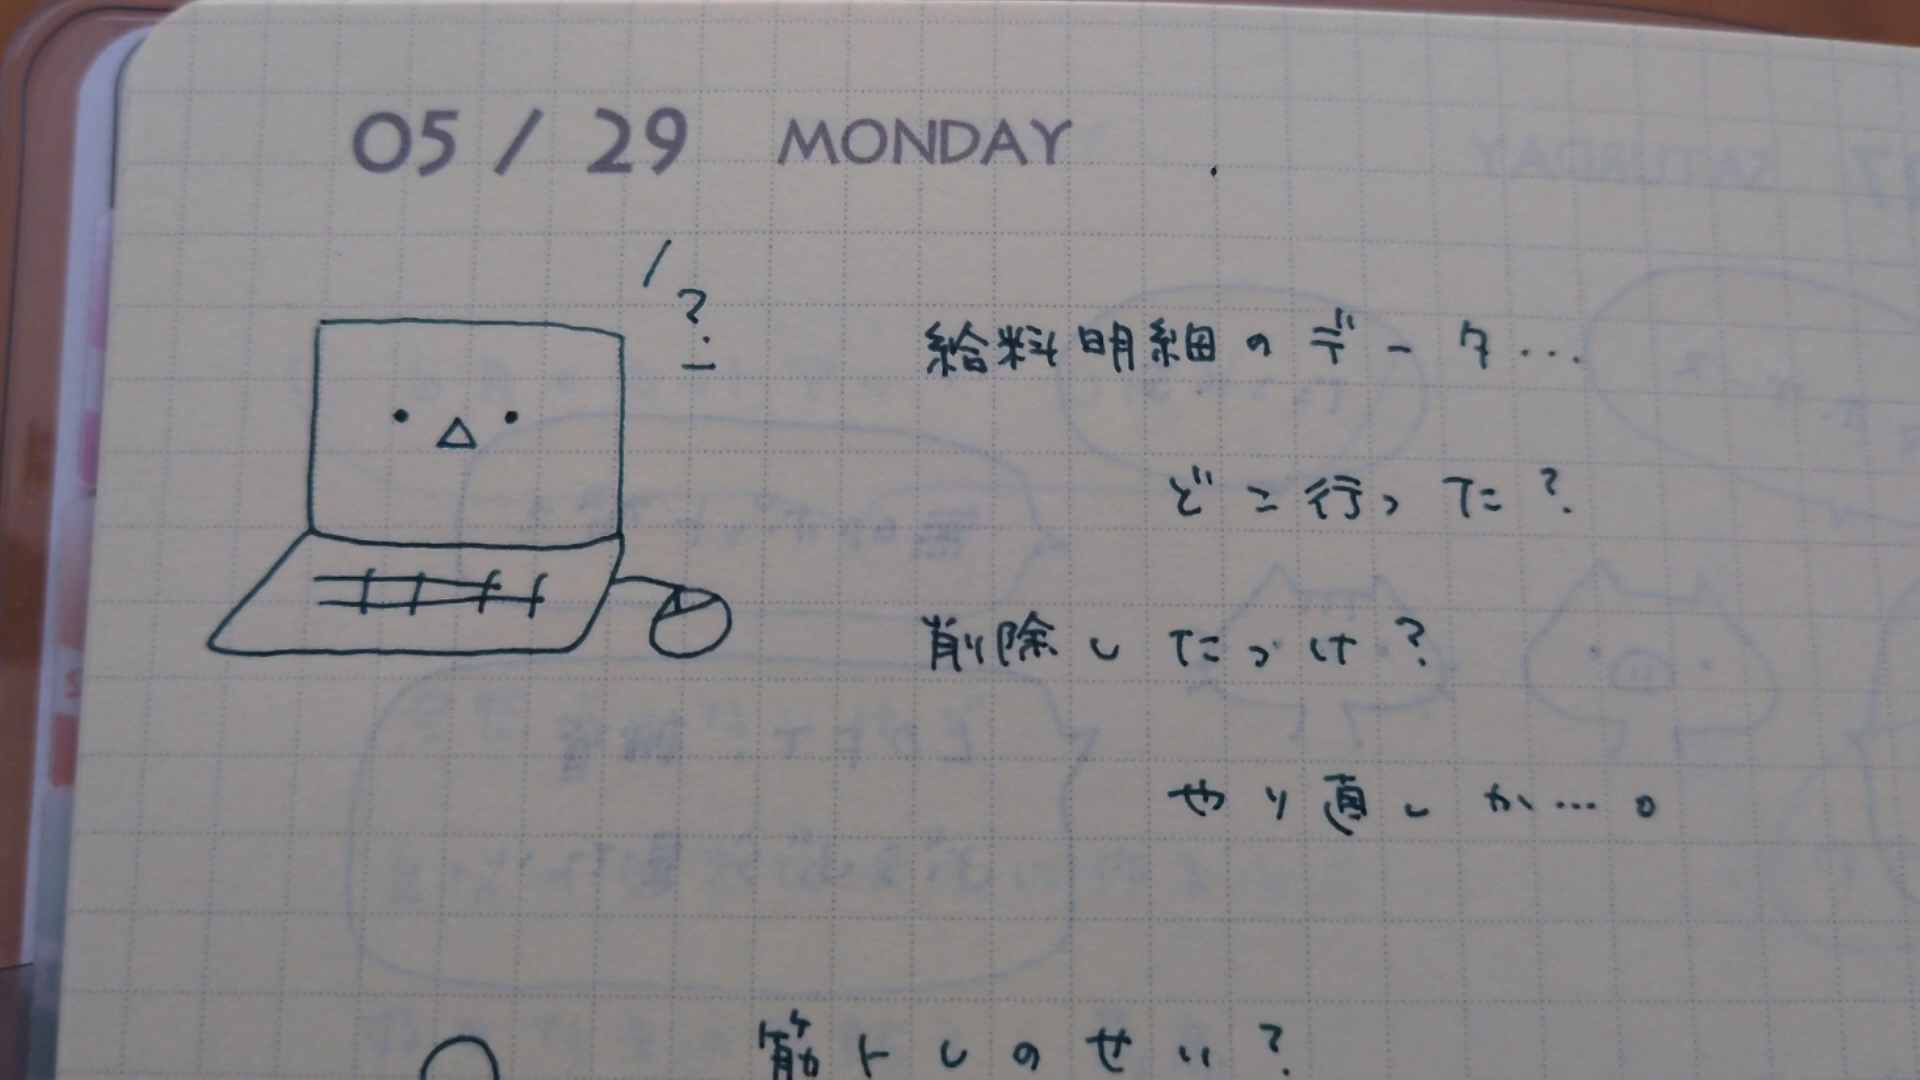 05 / 29 MONDAY
?
給料明細のデータ...
どこ行った?
削除したっけ?
やり直しか...。
筋トレのせい?